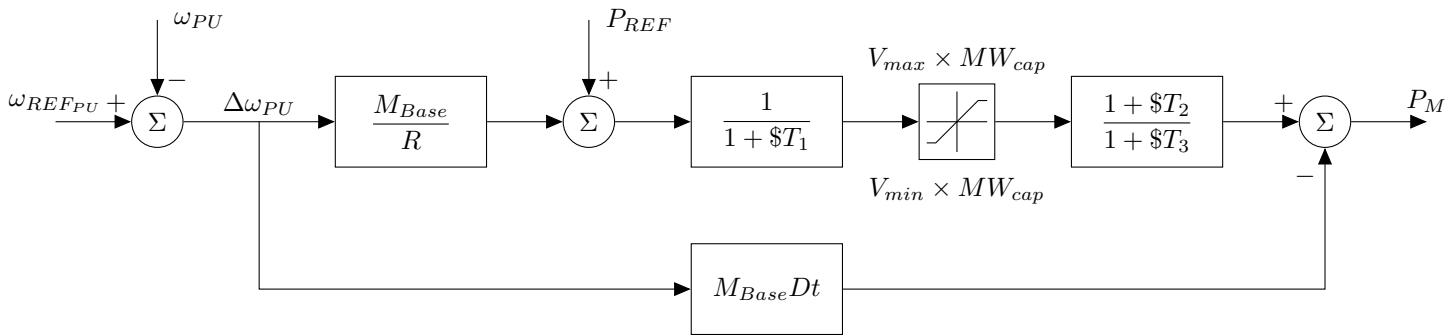 ω_PU
P_REF
V_max × MW_cap
ω_REF_PU + − Σ Δω_PU M_Base/R + Σ 1/(1 + $T_1) (1 + $T_2)/(1 + $T_3) + Σ P_M
V_min × MW_cap
−
M_Base Dt